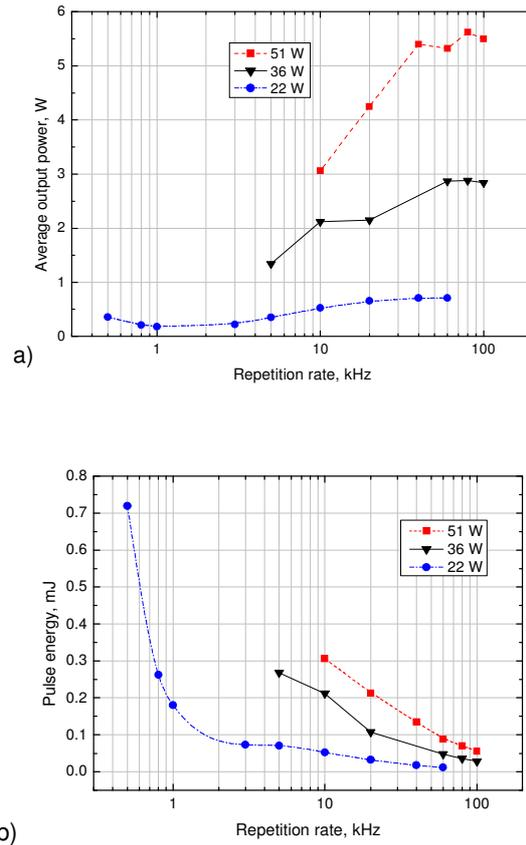 6
5
4
3
2
1
0
Average output power, W
51 W
36 W
22 W
1
10
100
Repetition rate, kHz
a)
0.8
0.7
0.6
0.5
0.4
0.3
0.2
0.1
0.0
Pulse energy, mJ
51 W
36 W
22 W
1
10
100
Repetition rate, kHz
b)